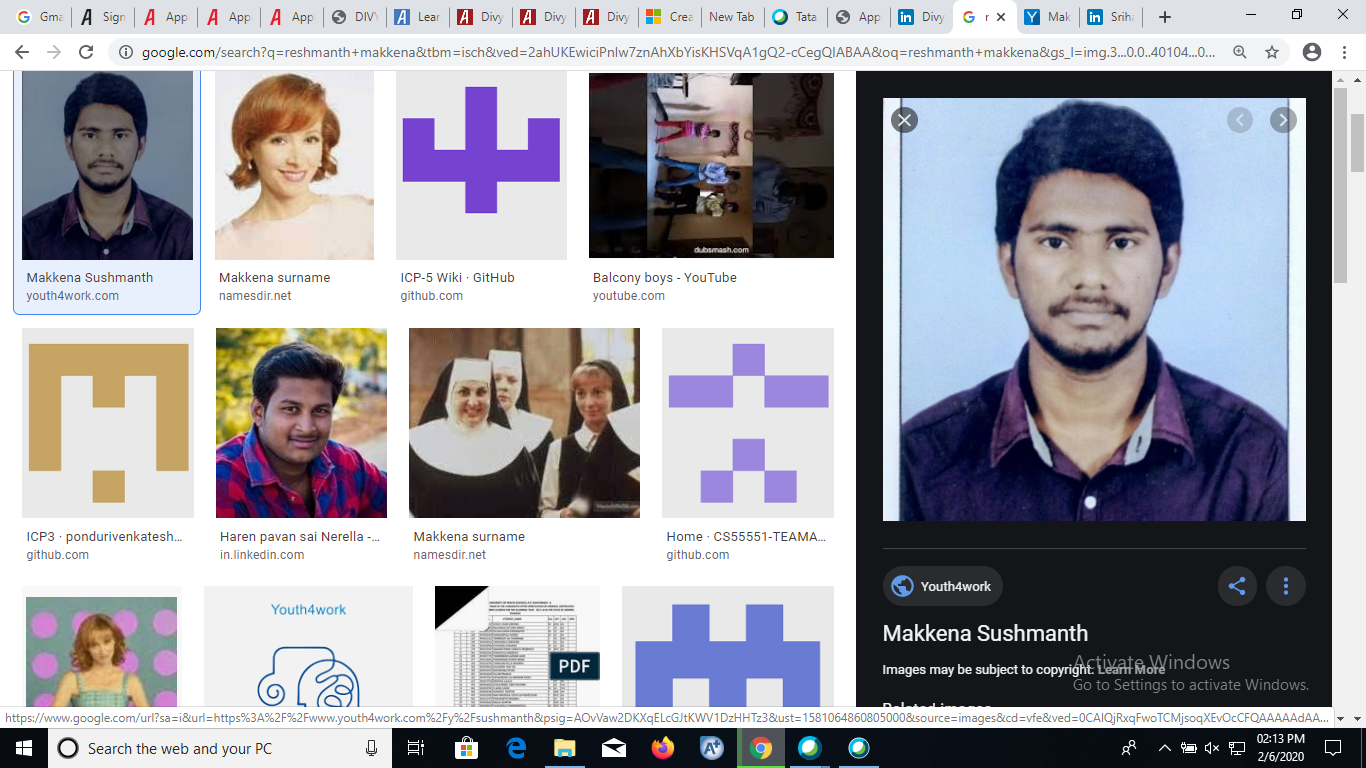 Gma
Sign
App
App
App
DIVY
Lear
Divy
Divy
Divy
Crea
New Tab
Tata
App
Divy
r
Mak
Srih
google.com/search?q=reshmanth+makkena&tbm=isch&ved=2ahUKEwiciPnIw7znAhXbYisKHSVqA1gQ2-cCegQIABAA&oq=reshmanth+makkena&gs_l=img.3...0.0..40104...0...
dubsmash.com
Makkena Sushmanth
youth4work.com
Makkena surname
namesdir.net
ICP-5 Wiki · GitHub
github.com
Balcony boys - YouTube
youtube.com
ICP3 · pondurivenkatesh...
github.com
Haren pavan sai Nerella -...
in.linkedin.com
Makkena surname
namesdir.net
Home · CS55551-TEAMA...
github.com
Youth4work
PDF
Youth4work
Makkena Sushmanth
Images may be subject to copyright. Learn More
Related images
Activate Windows
Go to Settings to activate Windows.
https://www.google.com/url?sa=i&url=https%3A%2F%2Fwww.youth4work.com%2Fy%2Fsushmanth&psig=AOvVaw2DKXqELcGJtKWV1DzHHTz3&ust=1581064860805000&source=images&cd=vfe&ved=0CAIQjRxqFwoTCMjsoqXEvOcCFQAAAAAdAA...
Search the web and your PC
02:13 PM
2/6/2020